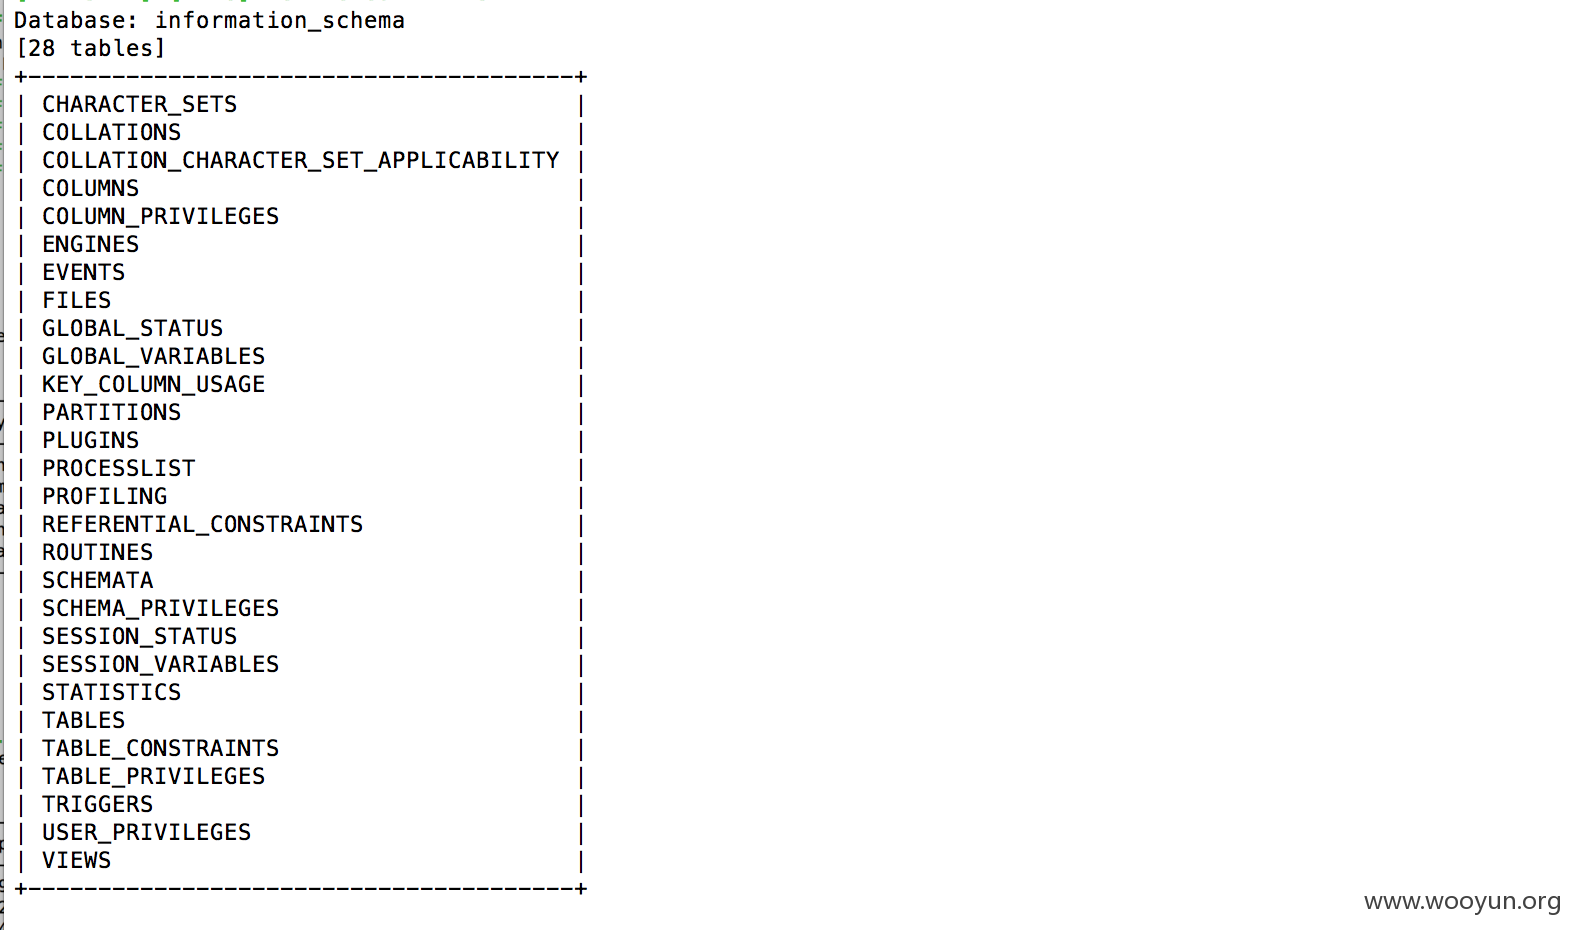 Database: information_schema
[28 tables]
+---------------------------------------+
| CHARACTER_SETS                        |
| COLLATIONS                            |
| COLLATION_CHARACTER_SET_APPLICABILITY |
| COLUMNS                               |
| COLUMN_PRIVILEGES                     |
| ENGINES                               |
| EVENTS                                |
| FILES                                 |
| GLOBAL_STATUS                         |
| GLOBAL_VARIABLES                      |
| KEY_COLUMN_USAGE                      |
| PARTITIONS                            |
| PLUGINS                               |
| PROCESSLIST                           |
| PROFILING                             |
| REFERENTIAL_CONSTRAINTS               |
| ROUTINES                              |
| SCHEMATA                              |
| SCHEMA_PRIVILEGES                     |
| SESSION_STATUS                        |
| SESSION_VARIABLES                     |
| STATISTICS                            |
| TABLES                                |
| TABLE_CONSTRAINTS                     |
| TABLE_PRIVILEGES                      |
| TRIGGERS                              |
| USER_PRIVILEGES                       |
| VIEWS                                 |
+---------------------------------------+
www.wooyun.org